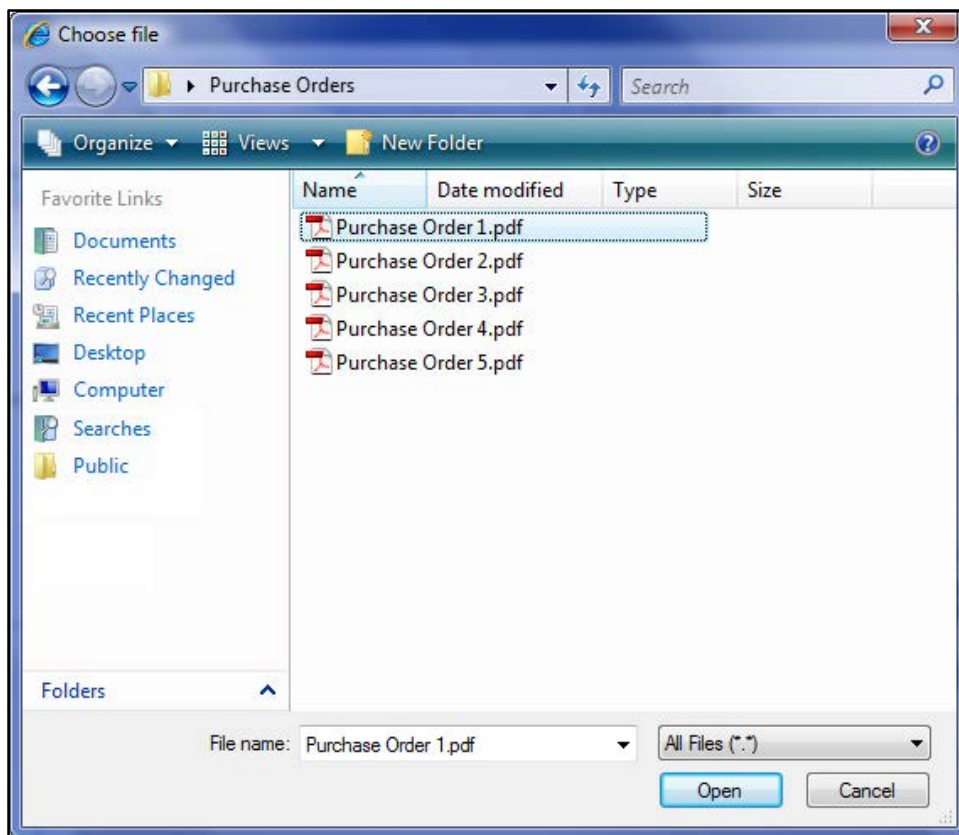 Choose file
Purchase Orders
Search
Organize Views New Folder
Favorite Links
Documents
Recently Changed
Recent Places
Desktop
Computer
Searches
Public
Folders
Name Date modified Type Size
Purchase Order 1.pdf
Purchase Order 2.pdf
Purchase Order 3.pdf
Purchase Order 4.pdf
Purchase Order 5.pdf
File name: Purchase Order 1.pdf All Files (*.*)
Open Cancel